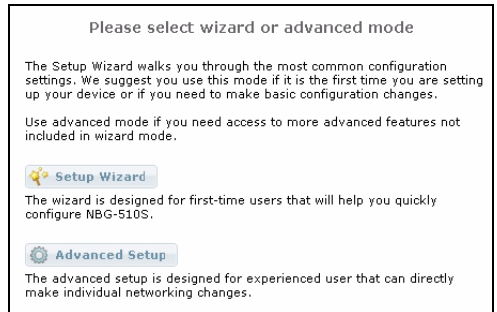 Please select wizard or advanced mode
The Setup Wizard walks you through the most common configuration
settings. We suggest you use this mode if it is the first time you are setting
up your device or if you need to make basic configuration changes.
Use advanced mode if you need access to more advanced features not
included in wizard mode.
Setup Wizard
The wizard is designed for first-time users that will help you quickly
configure NBG-510S.
Advanced Setup
The advanced setup is designed for experienced user that can directly
make individual networking changes.